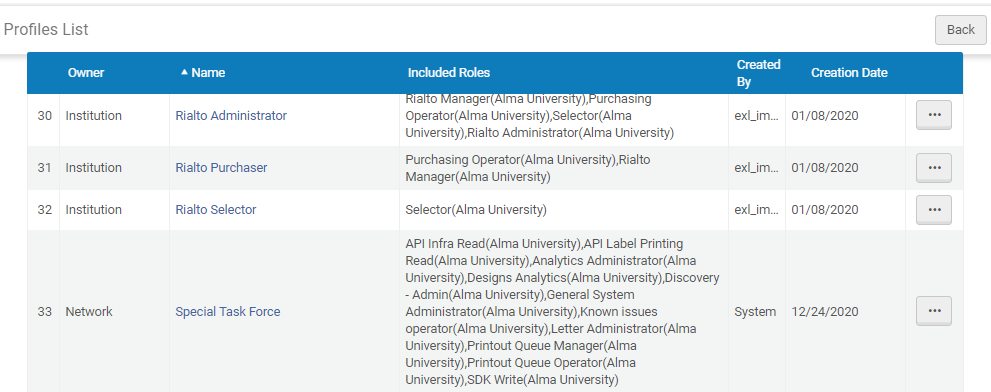 Profiles List
Back
Owner
Name
Included Roles
Created
By
Creation Date
30
Institution
Rialto Administrator
Rialto Manager(Alma University),Purchasing
Operator(Alma University),Selector(Alma
University),Rialto Administrator(Alma University)
exl_im...
01/08/2020
31
Institution
Rialto Purchaser
Purchasing Operator(Alma University),Rialto
Manager(Alma University)
exl_im...
01/08/2020
32
Institution
Rialto Selector
Selector(Alma University)
exl_im...
01/08/2020
33
Network
Special Task Force
API Infra Read(Alma University),API Label Printing
Read(Alma University),Analytics Administrator(Alma
University),Designs Analytics(Alma University),Discovery
- Admin(Alma University),General System
Administrator(Alma University),Known issues
operator(Alma University),Letter Administrator(Alma
University),Printout Queue Manager(Alma
University),Printout Queue Operator(Alma
University),SDK Write(Alma University)
System
12/24/2020